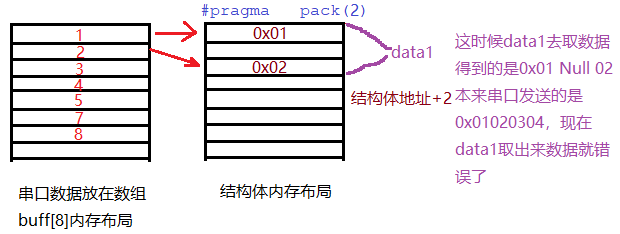 #pragma pack(2)
1
2
3
4
5
7
8
0x01
0x02
data1
结构体地址+2
这时候data1去取数据
得到的是0x01 Null 02
本来串口发送的是
0x01020304，现在
data1取出来数据就错
误了
串口数据放在数组
buff[8]内存布局
结构体内存布局